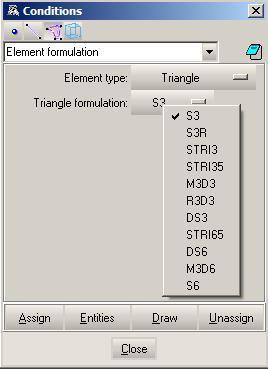 Conditions
Element formulation
Element type: Triangle
Triangle formulation: S3
S3
S3R
STRI3
STRI35
M3D3
R3D3
DS3
STRI65
DS6
M3D6
S6
Assign Entities Draw Unassign
Close